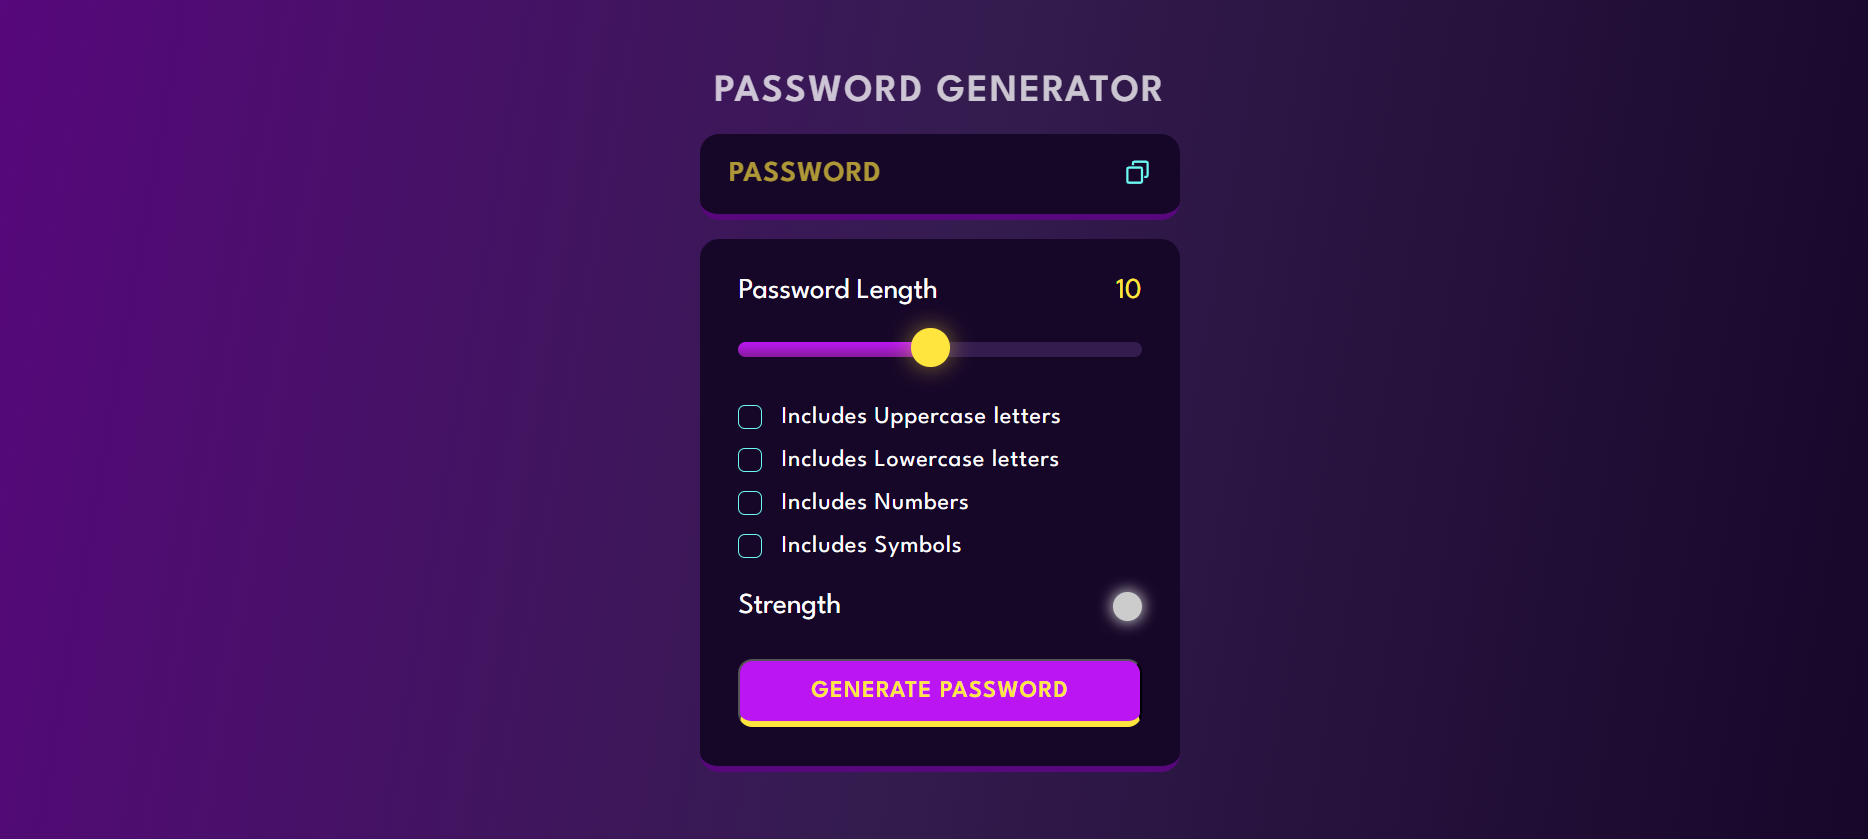 PASSWORD GENERATOR
PASSWORD
Password Length 10
Includes Uppercase letters
Includes Lowercase letters
Includes Numbers
Includes Symbols
Strength
GENERATE PASSWORD